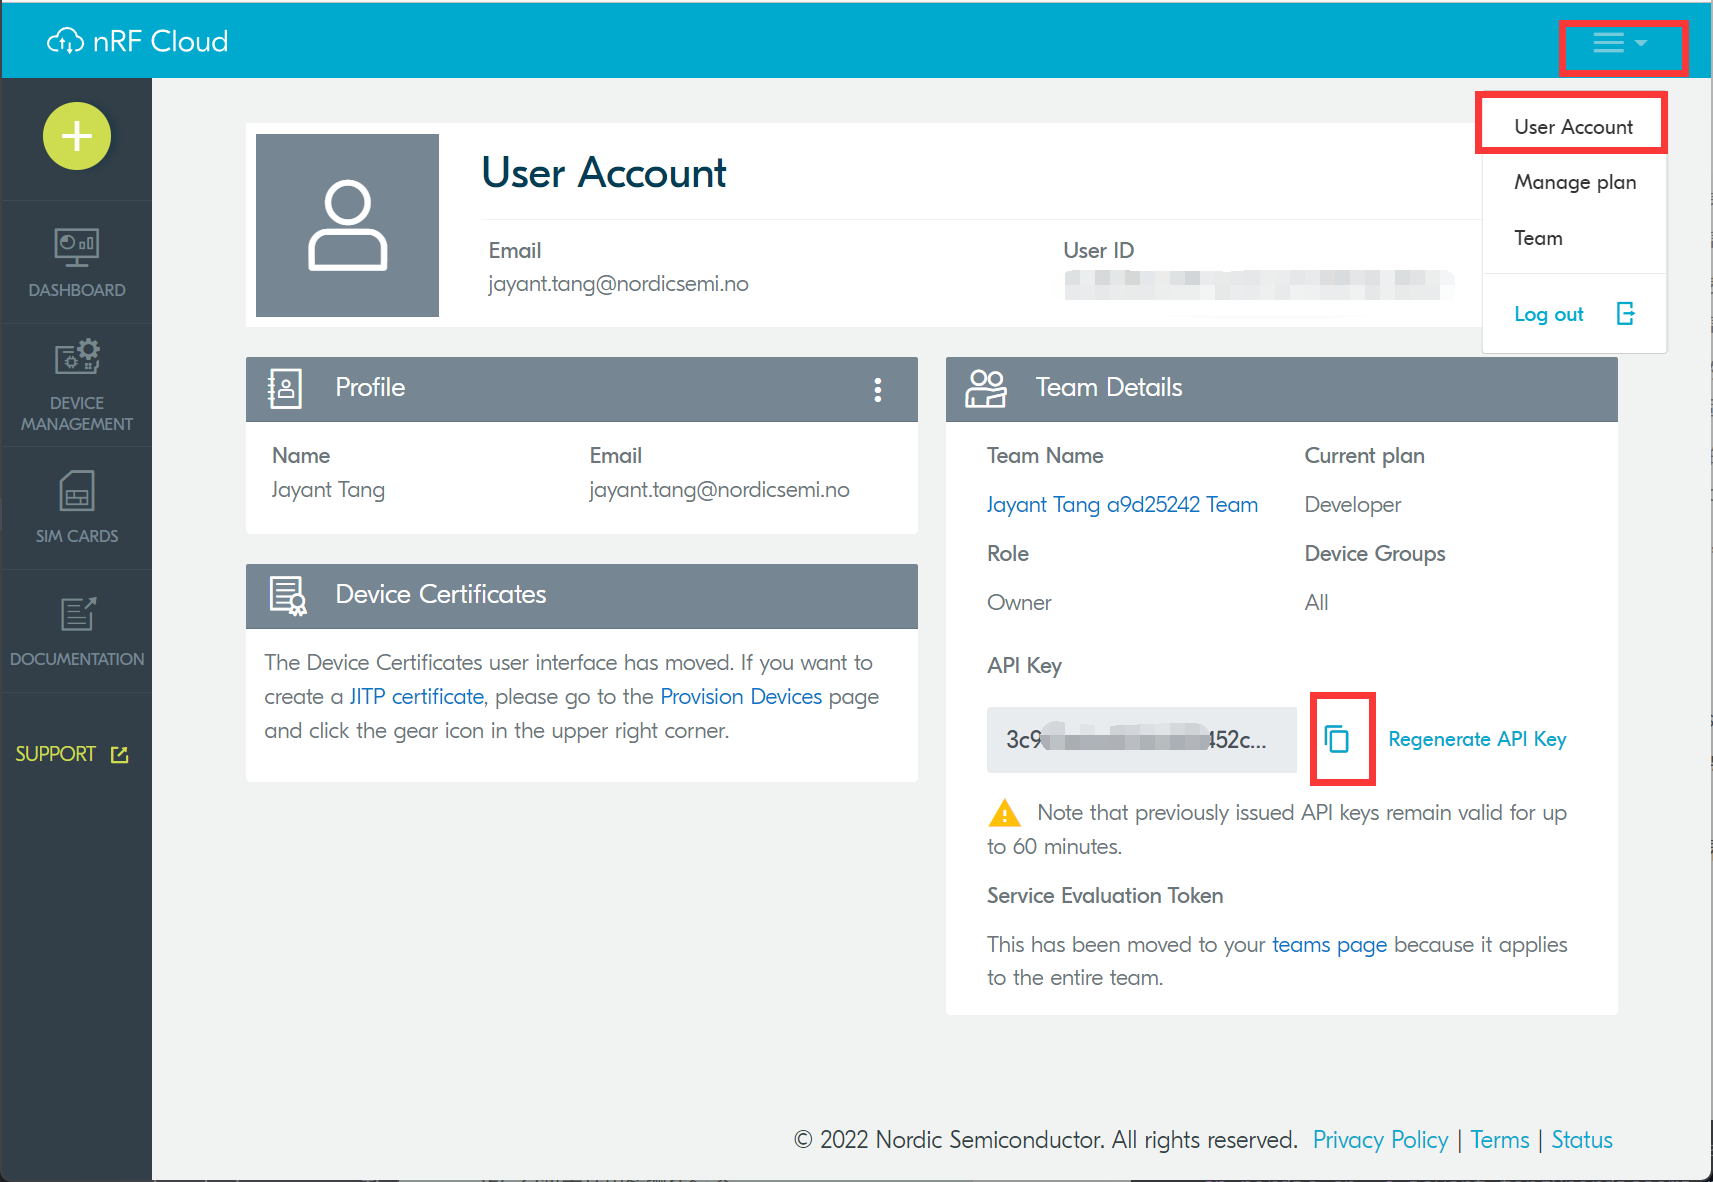 nRF Cloud
DASHBOARD
DEVICE
MANAGEMENT
SIM CARDS
DOCUMENTATION
SUPPORT
User Account
Email
jayant.tang@nordicsemi.no
User ID
User Account
Manage plan
Team
Log out
Profile
Name
Email
Jayant Tang
jayant.tang@nordicsemi.no
Device Certificates
The Device Certificates user interface has moved. If you want to
create a JITP certificate, please go to the Provision Devices page
and click the gear icon in the upper right corner.
Team Details
Team Name
Current plan
Jayant Tang a9d25242 Team
Developer
Role
Device Groups
Owner
All
API Key
3c9 452c...
Regenerate API Key
Note that previously issued API keys remain valid for up
to 60 minutes.
Service Evaluation Token
This has been moved to your teams page because it applies
to the entire team.
© 2022 Nordic Semiconductor. All rights reserved. Privacy Policy | Terms | Status